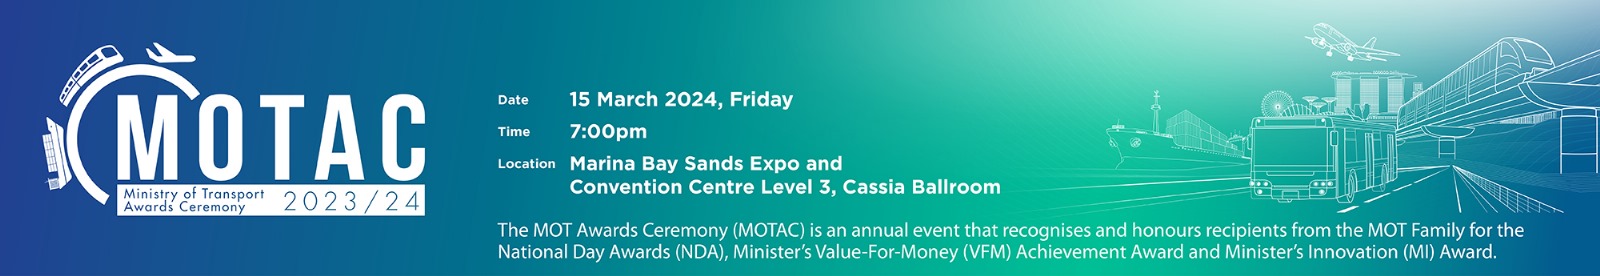 MOTAC
Ministry of Transport
Awards Ceremony
2023/24
Date 15 March 2024, Friday
Time 7:00pm
Location Marina Bay Sands Expo and
Convention Centre Level 3, Cassia Ballroom
The MOT Awards Ceremony (MOTAC) is an annual event that recognises and honours recipients from the MOT Family for the
National Day Awards (NDA), Minister’s Value-For-Money (VFM) Achievement Award and Minister’s Innovation (MI) Award.